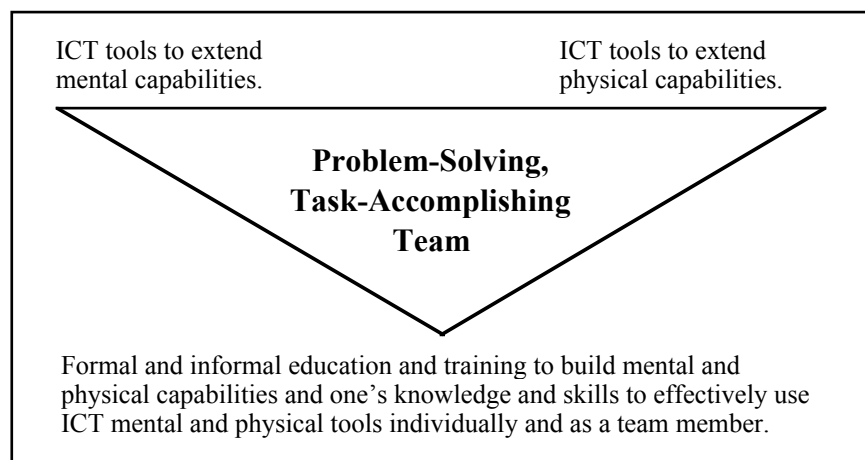 ICT tools to extend
mental capabilities.
ICT tools to extend
physical capabilities.
Problem-Solving,
Task-Accomplishing
Team
Formal and informal education and training to build mental and
physical capabilities and one’s knowledge and skills to effectively use
ICT mental and physical tools individually and as a team member.